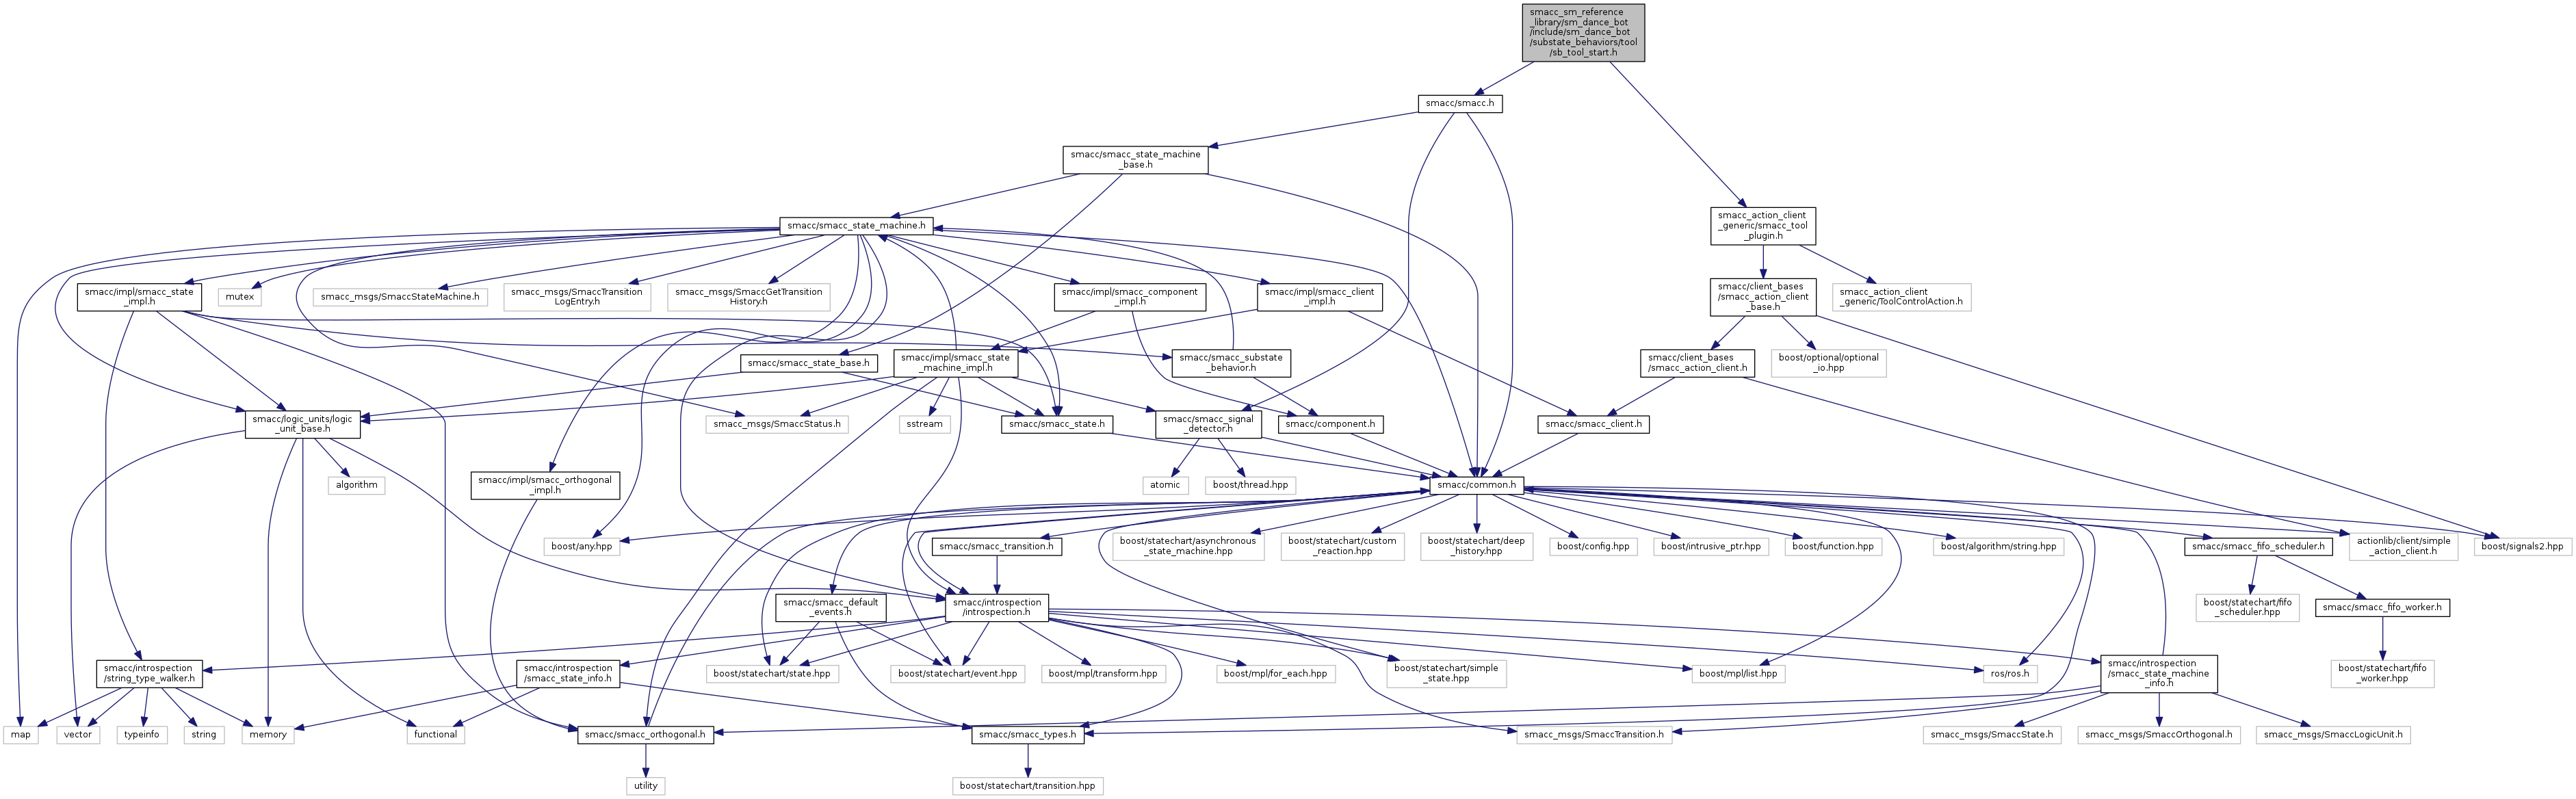 smacc_sm_reference
_library/sm_dance_bot
/include/sm_dance_bot
/substate_behaviors/tool
/sb_tool_start.h
smacc/smacc.h
smacc/smacc_state_machine
_base.h
smacc_action_client
_generic/smacc_tool
_plugin.h
smacc/smacc_state_machine.h
smacc/impl/smacc_state
_impl.h
mutex
smacc_msgs/SmaccStateMachine.h
smacc_msgs/SmaccTransition
LogEntry.h
smacc_msgs/SmaccGetTransition
History.h
smacc/impl/smacc_component
_impl.h
smacc/impl/smacc_client
_impl.h
smacc/client_bases
/smacc_action_client
_base.h
smacc_action_client
_generic/ToolControlAction.h
smacc/smacc_state_base.h
smacc/impl/smacc_state
_machine_impl.h
smacc/smacc_substate
_behavior.h
smacc/client_bases
/smacc_action_client.h
boost/optional/optional
_io.hpp
smacc/logic_units/logic
_unit_base.h
smacc_msgs/SmaccStatus.h
sstream
smacc/smacc_state.h
smacc/smacc_signal
_detector.h
smacc/component.h
smacc/smacc_client.h
algorithm
smacc/impl/smacc_orthogonal
_impl.h
atomic
boost/thread.hpp
smacc/common.h
boost/any.hpp
smacc/smacc_transition.h
boost/statechart/asynchronous
_state_machine.hpp
boost/statechart/custom
_reaction.hpp
boost/statechart/deep
_history.hpp
boost/config.hpp
boost/intrusive_ptr.hpp
boost/function.hpp
boost/algorithm/string.hpp
smacc/smacc_fifo_scheduler.h
actionlib/client/simple
_action_client.h
boost/signals2.hpp
smacc/smacc_default
_events.h
smacc/introspection
/introspection.h
boost/statechart/fifo
_scheduler.hpp
smacc/smacc_fifo_worker.h
smacc/introspection
/string_type_walker.h
smacc/introspection
/smacc_state_info.h
boost/statechart/state.hpp
boost/statechart/event.hpp
boost/mpl/transform.hpp
boost/mpl/for_each.hpp
boost/statechart/simple
_state.hpp
boost/mpl/list.hpp
ros/ros.h
smacc/introspection
/smacc_state_machine
_info.h
boost/statechart/fifo
_worker.hpp
map
vector
typeinfo
string
memory
functional
smacc/smacc_orthogonal.h
smacc/smacc_types.h
smacc_msgs/SmaccTransition.h
smacc_msgs/SmaccState.h
smacc_msgs/SmaccOrthogonal.h
smacc_msgs/SmaccLogicUnit.h
utility
boost/statechart/transition.hpp